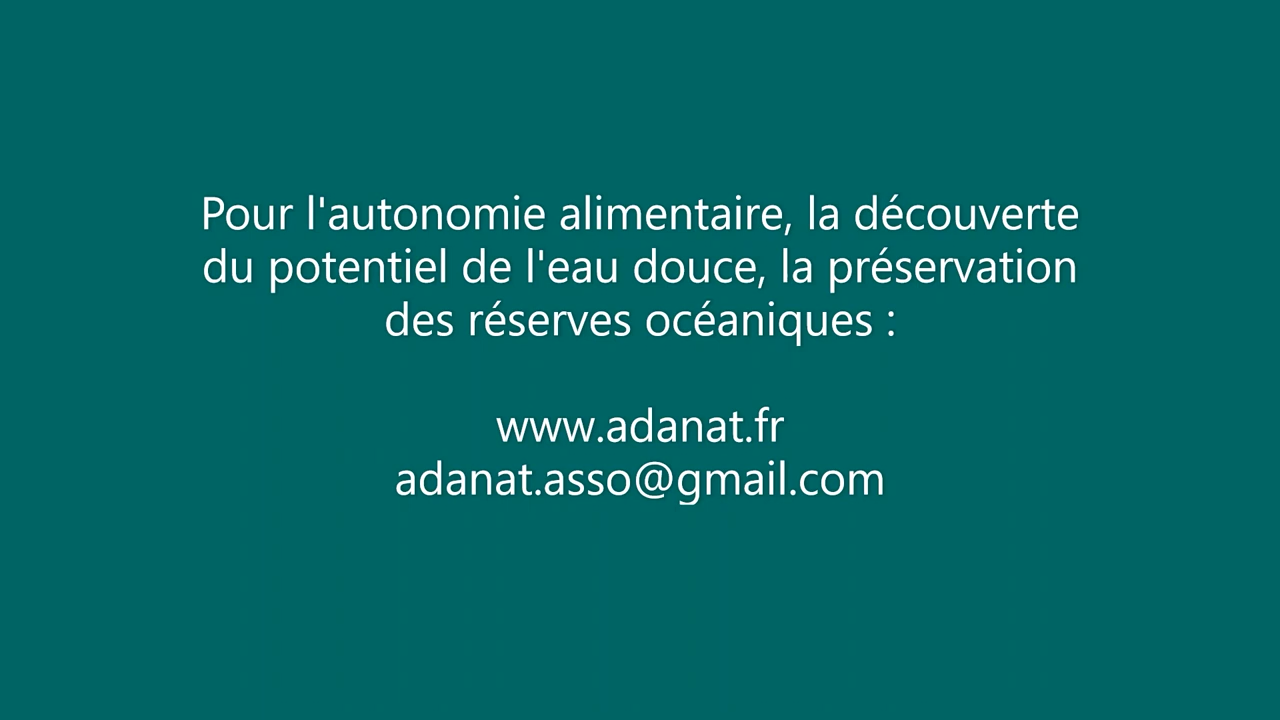 Pour l'autonomie alimentaire, la découverte
du potentiel de l'eau douce, la préservation
des réserves océaniques :
www.adanat.fr
adanat.asso@gmail.com